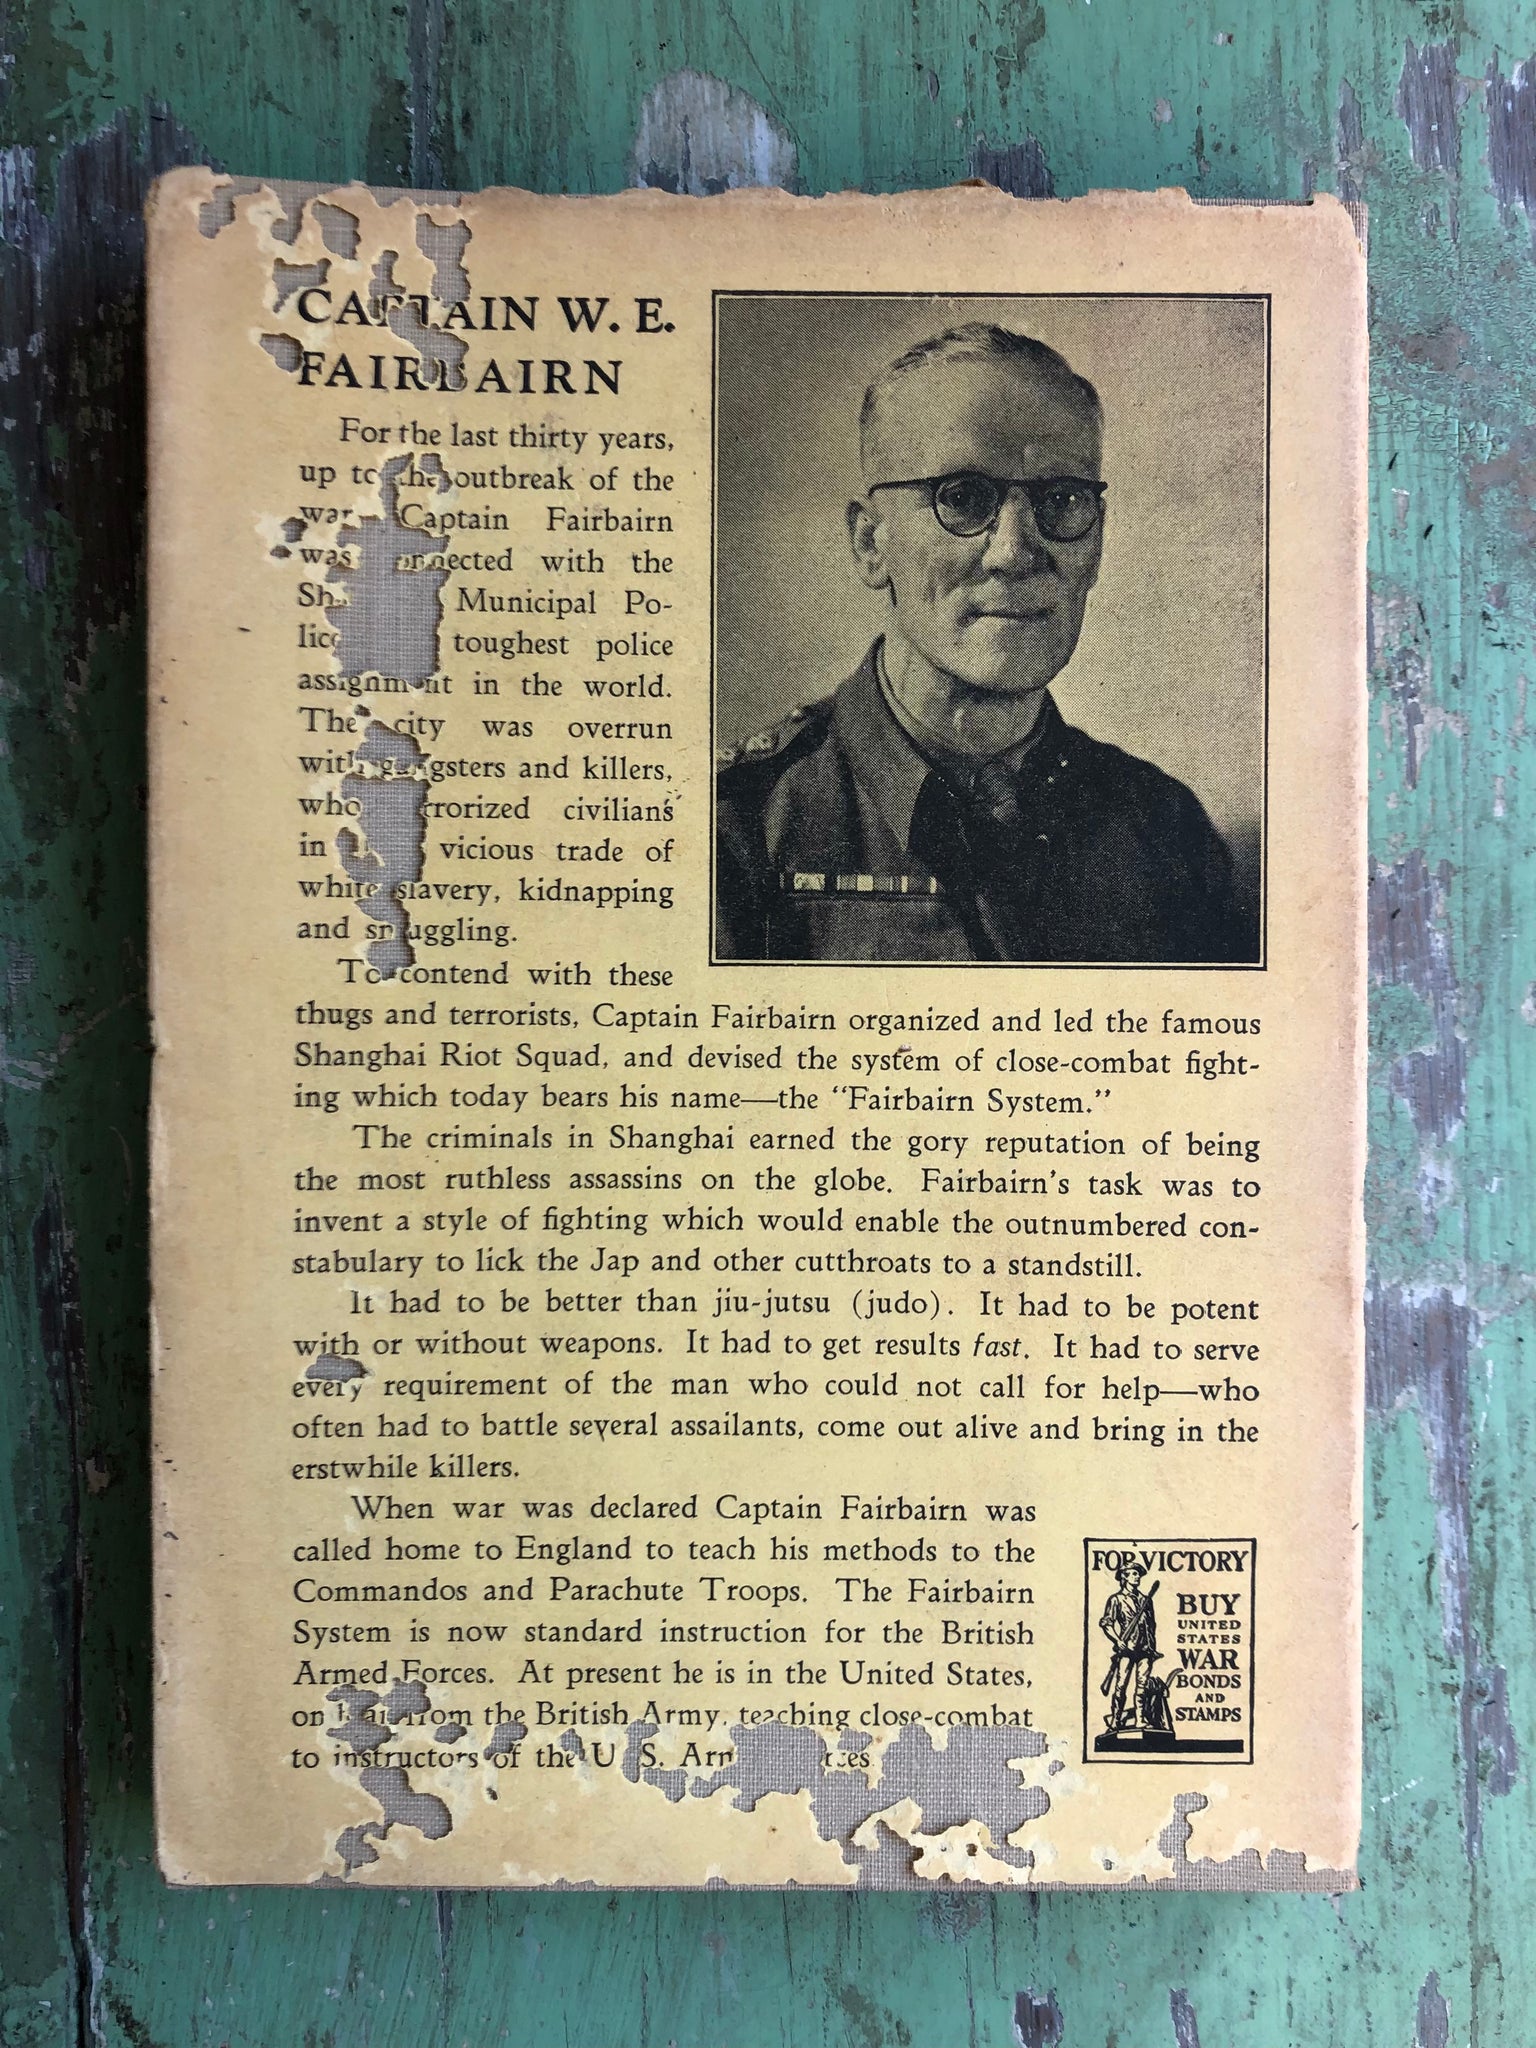 CAPTAIN W. E.
FAIRBAIRN
For the last thirty years,
up to the outbreak of the
war Captain Fairbairn
was connected with the
Municipal Po-
toughest police
assignment in the world.
The city was overrun
with gangsters and killers,
who terrorized civilians
in vicious trade of
white slavery, kidnapping
and smuggling.
To contend with these
thugs and terrorists, Captain Fairbairn organized and led the famous
Shanghai Riot Squad, and devised the system of close-combat fight-
ing which today bears his name—the "Fairbairn System."
The criminals in Shanghai earned the gory reputation of being
the most ruthless assassins on the globe. Fairbairn's task was to
invent a style of fighting which would enable the outnumbered con-
stabulary to lick the Jap and other cutthroats to a standstill.
It had to be better than jiu-jutsu (judo). It had to be potent
with or without weapons. It had to get results fast. It had to serve
every requirement of the man who could not call for help—who
often had to battle several assailants, come out alive and bring in the
erstwhile killers.
When war was declared Captain Fairbairn was
called home to England to teach his methods to the
Commandos and Parachute Troops. The Fairbairn
System is now standard instruction for the British
Armed Forces. At present he is in the United States,
on from the British Army, teaching close-combat
to instructors of the U. S.
FOR VICTORY
BUY
UNITED
STATES
WAR
BONDS
AND
STAMPS